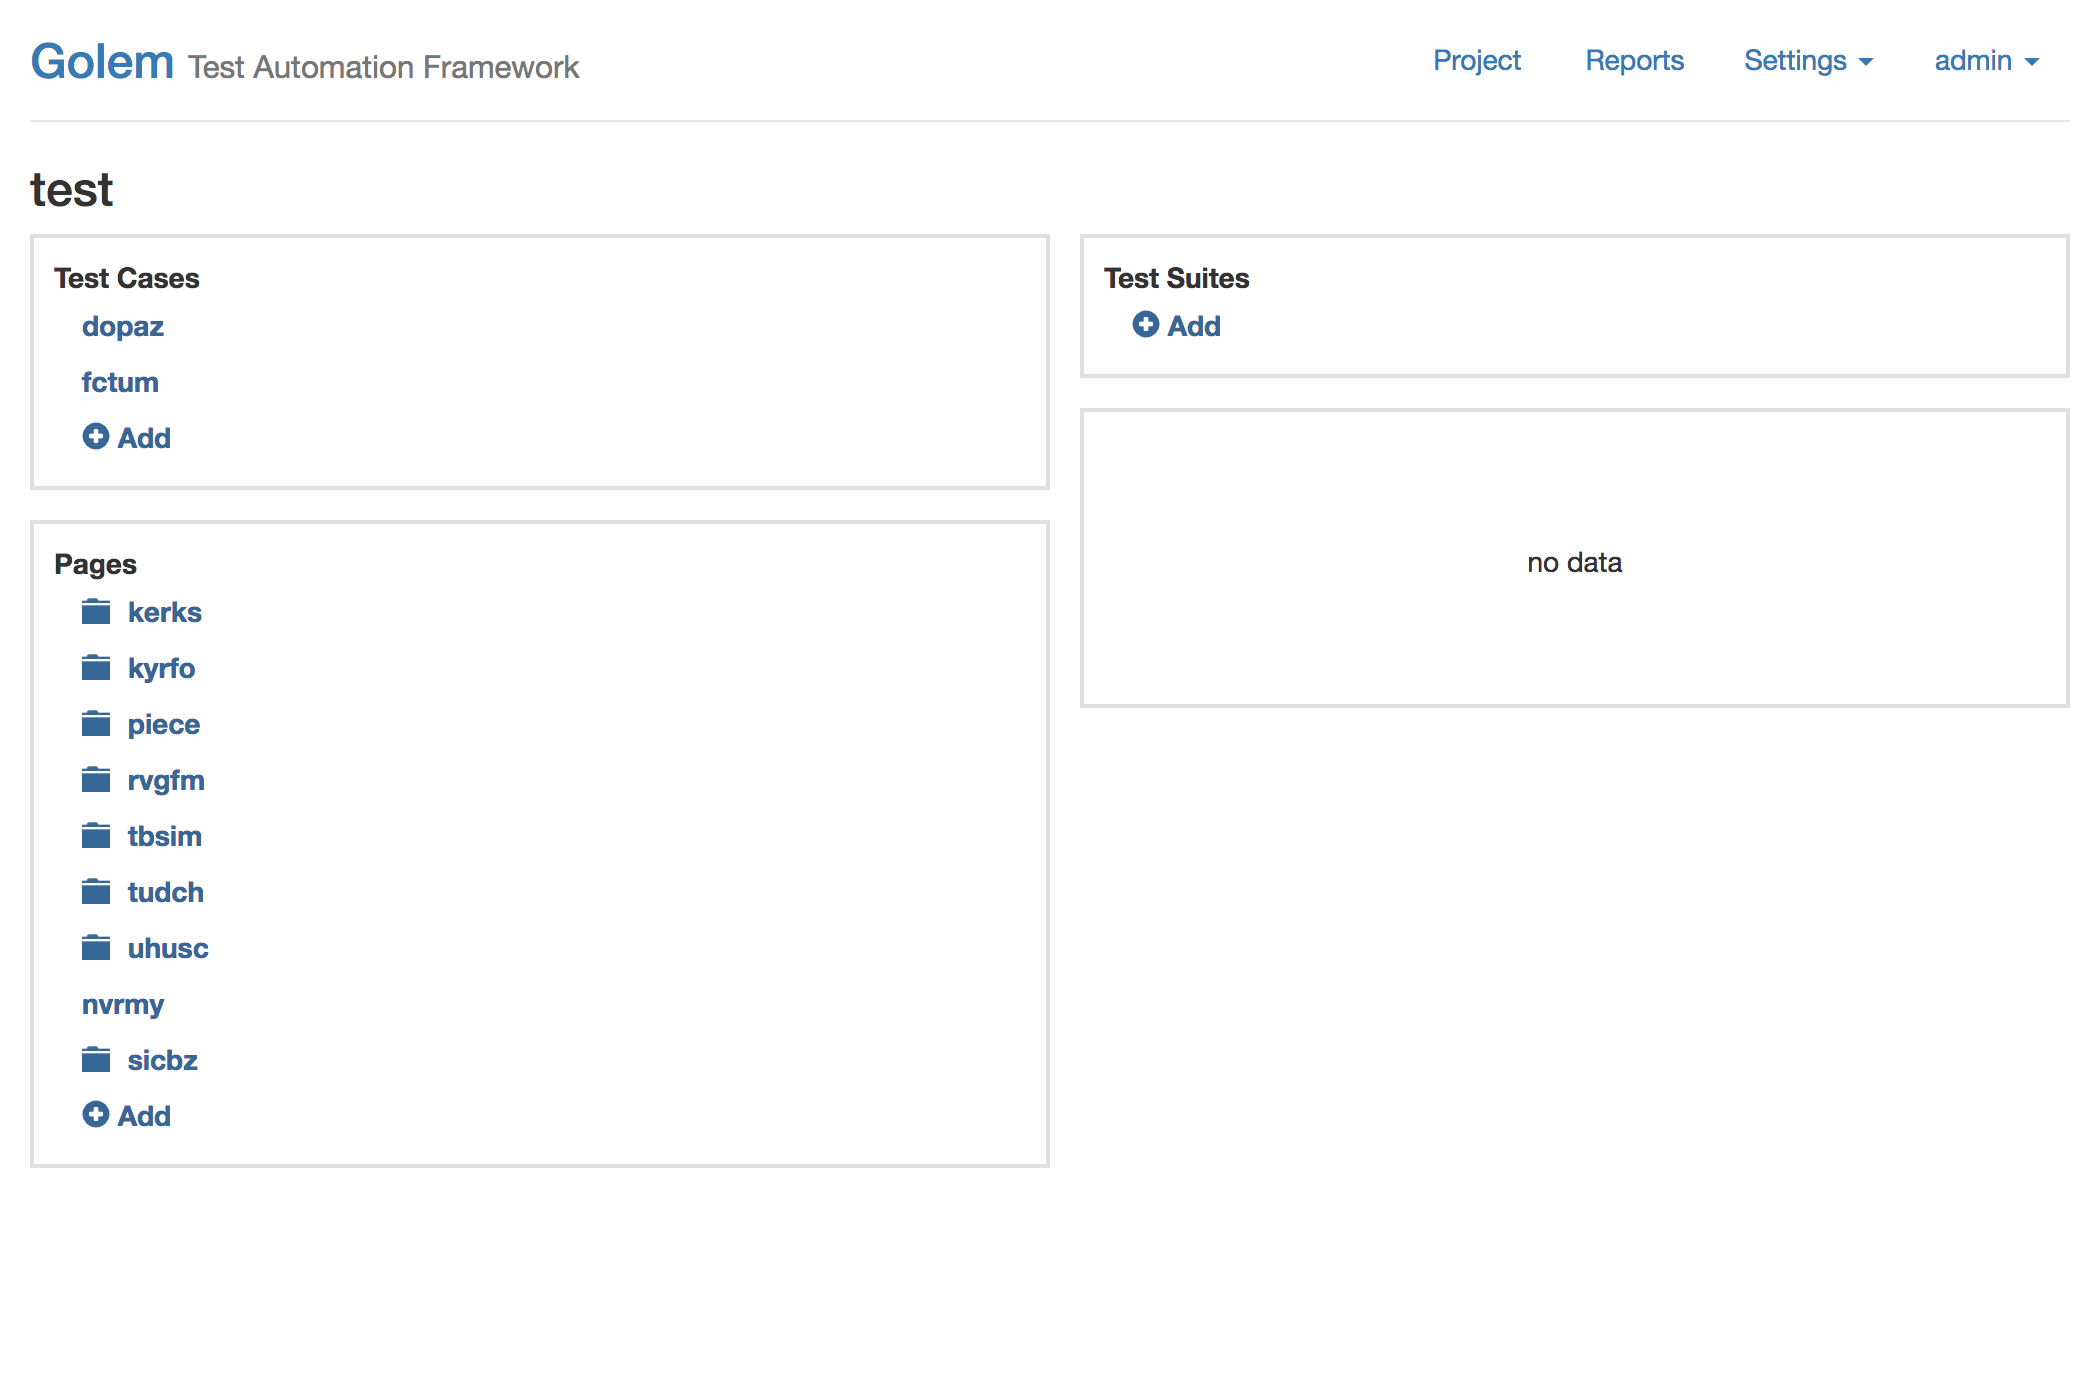 Golem Test Automation Framework
Project Reports Settings admin
test
Test Cases
dopaz
fctum
Add
Pages
kerks
kyrfo
piece
rvgfm
tbsim
tudch
uhusc
nvrmy
sicbz
Add
Test Suites
Add
no data